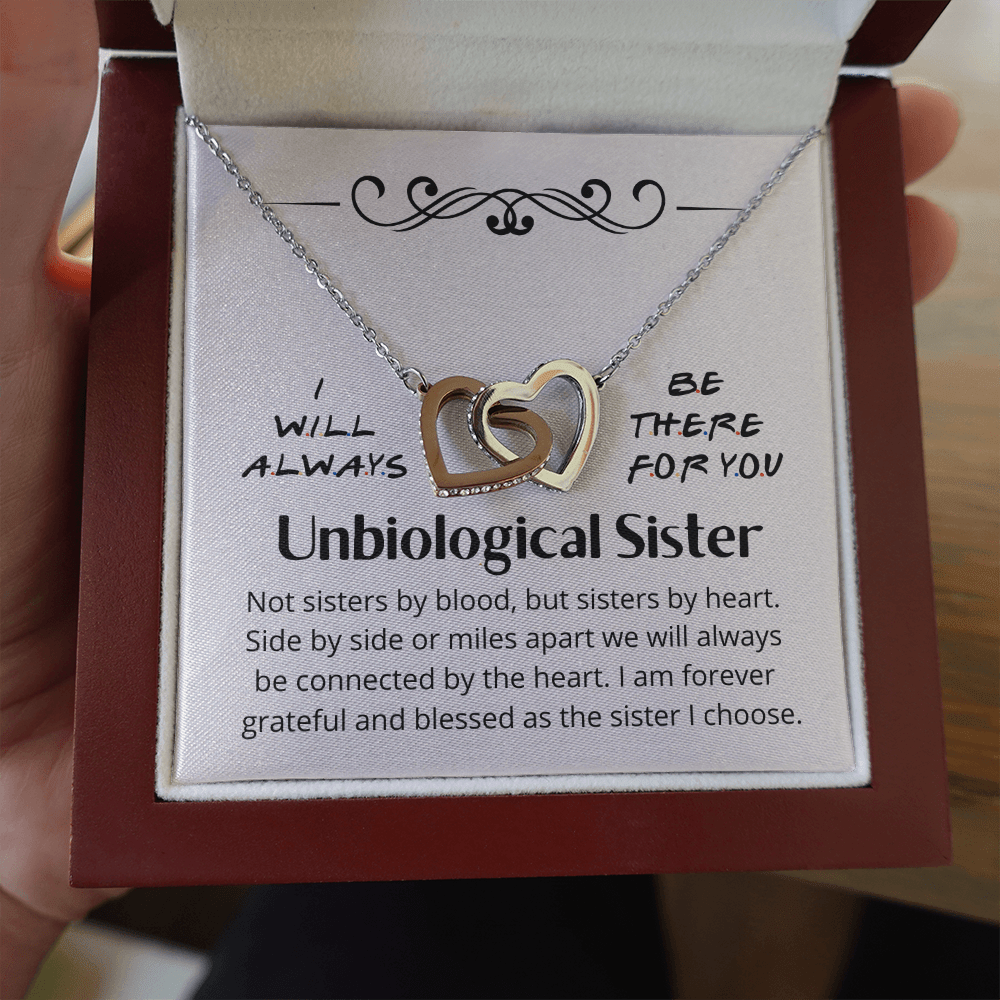 I
WILL
ALWAYS
BE
THERE
FOR YOU
Unbiological Sister
Not sisters by blood, but sisters by heart.
Side by side or miles apart we will always
be connected by the heart. I am forever
grateful and blessed as the sister I choose.